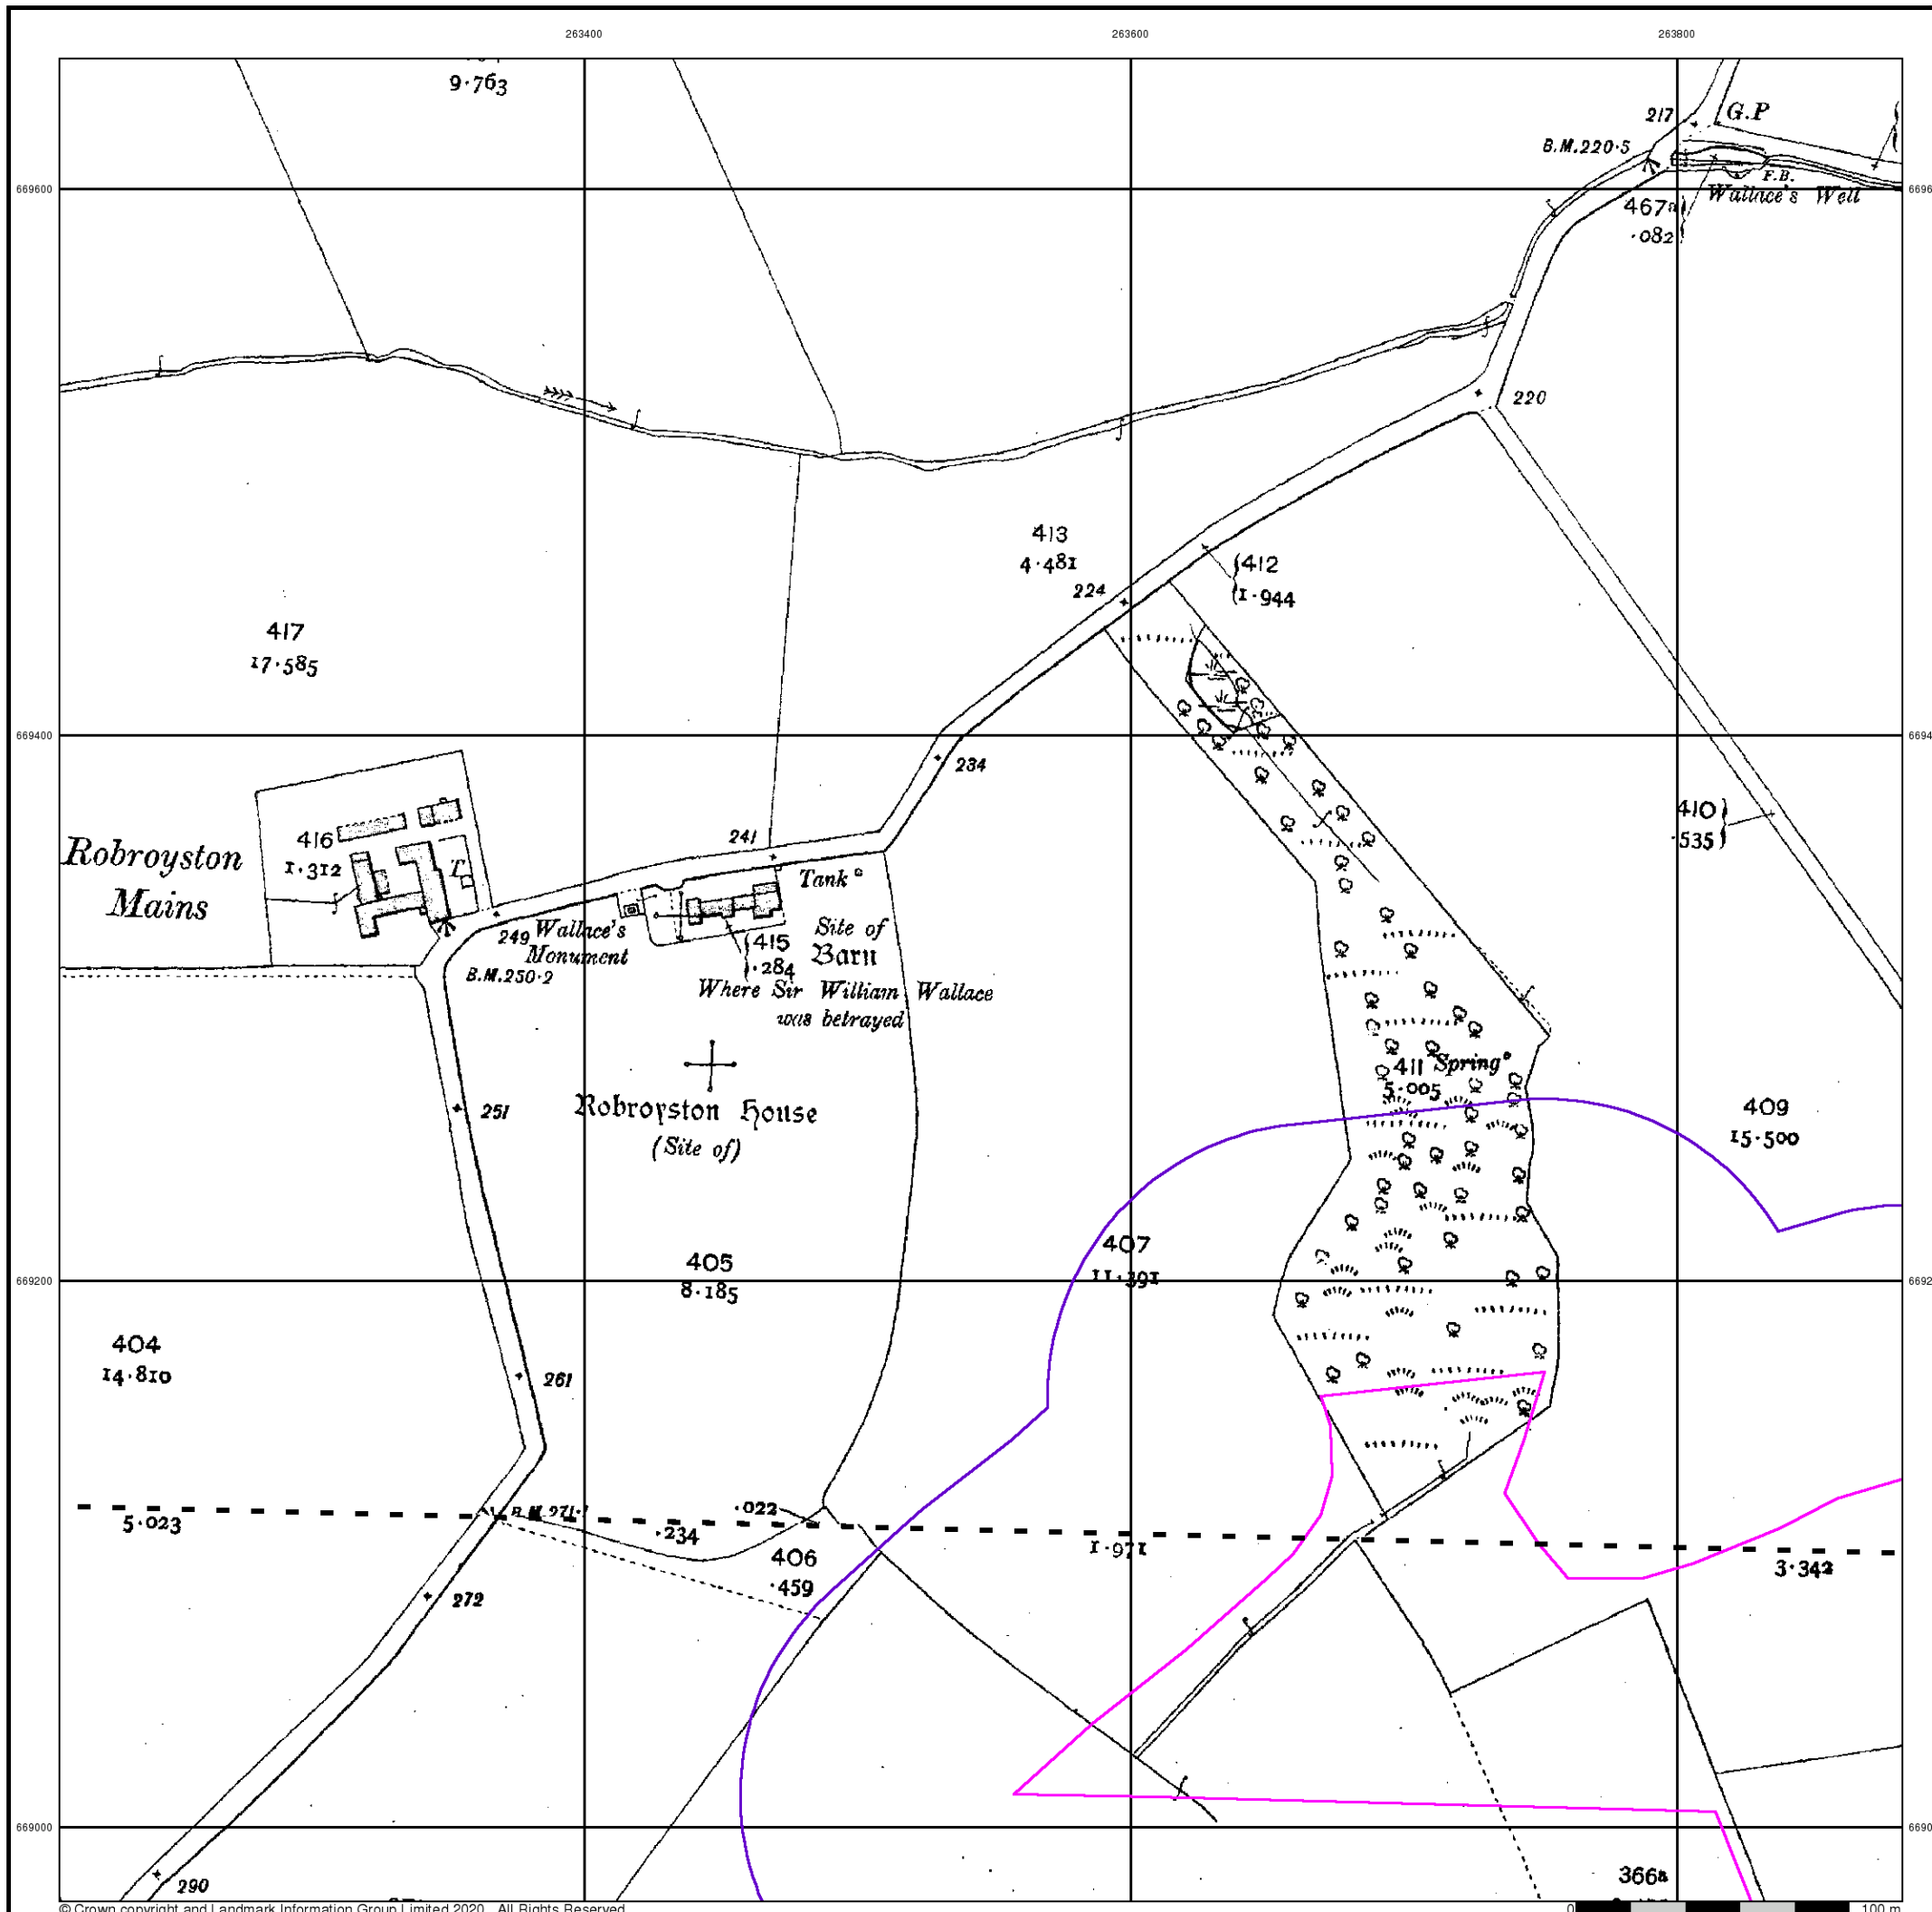 263400
263600
263800
9·763
217
G.P
B.M.220·5
669600
F.B.
Wallace's Well
467a
·082
220
413
4·481
412
1·944
224
417
17·585
669400
234
410
·535
241
416
1·312
Robroyston
Mains
T
Tank
249
Wallace's
Monument
Site of
Barn
415
·284
B.M.250·2
Where Sir William Wallace
was betrayed
411
Spring
5·005
251
Robroyston House
(Site of)
409
15·500
407
11·391
405
8·185
669200
404
14·810
261
B.M.271·1
·022
5·023
·234
1·971
406
·459
3·342
272
669000
366a
290
© Crown copyright and Landmark Information Group Limited 2020. All Rights Reserved.
0
100 m